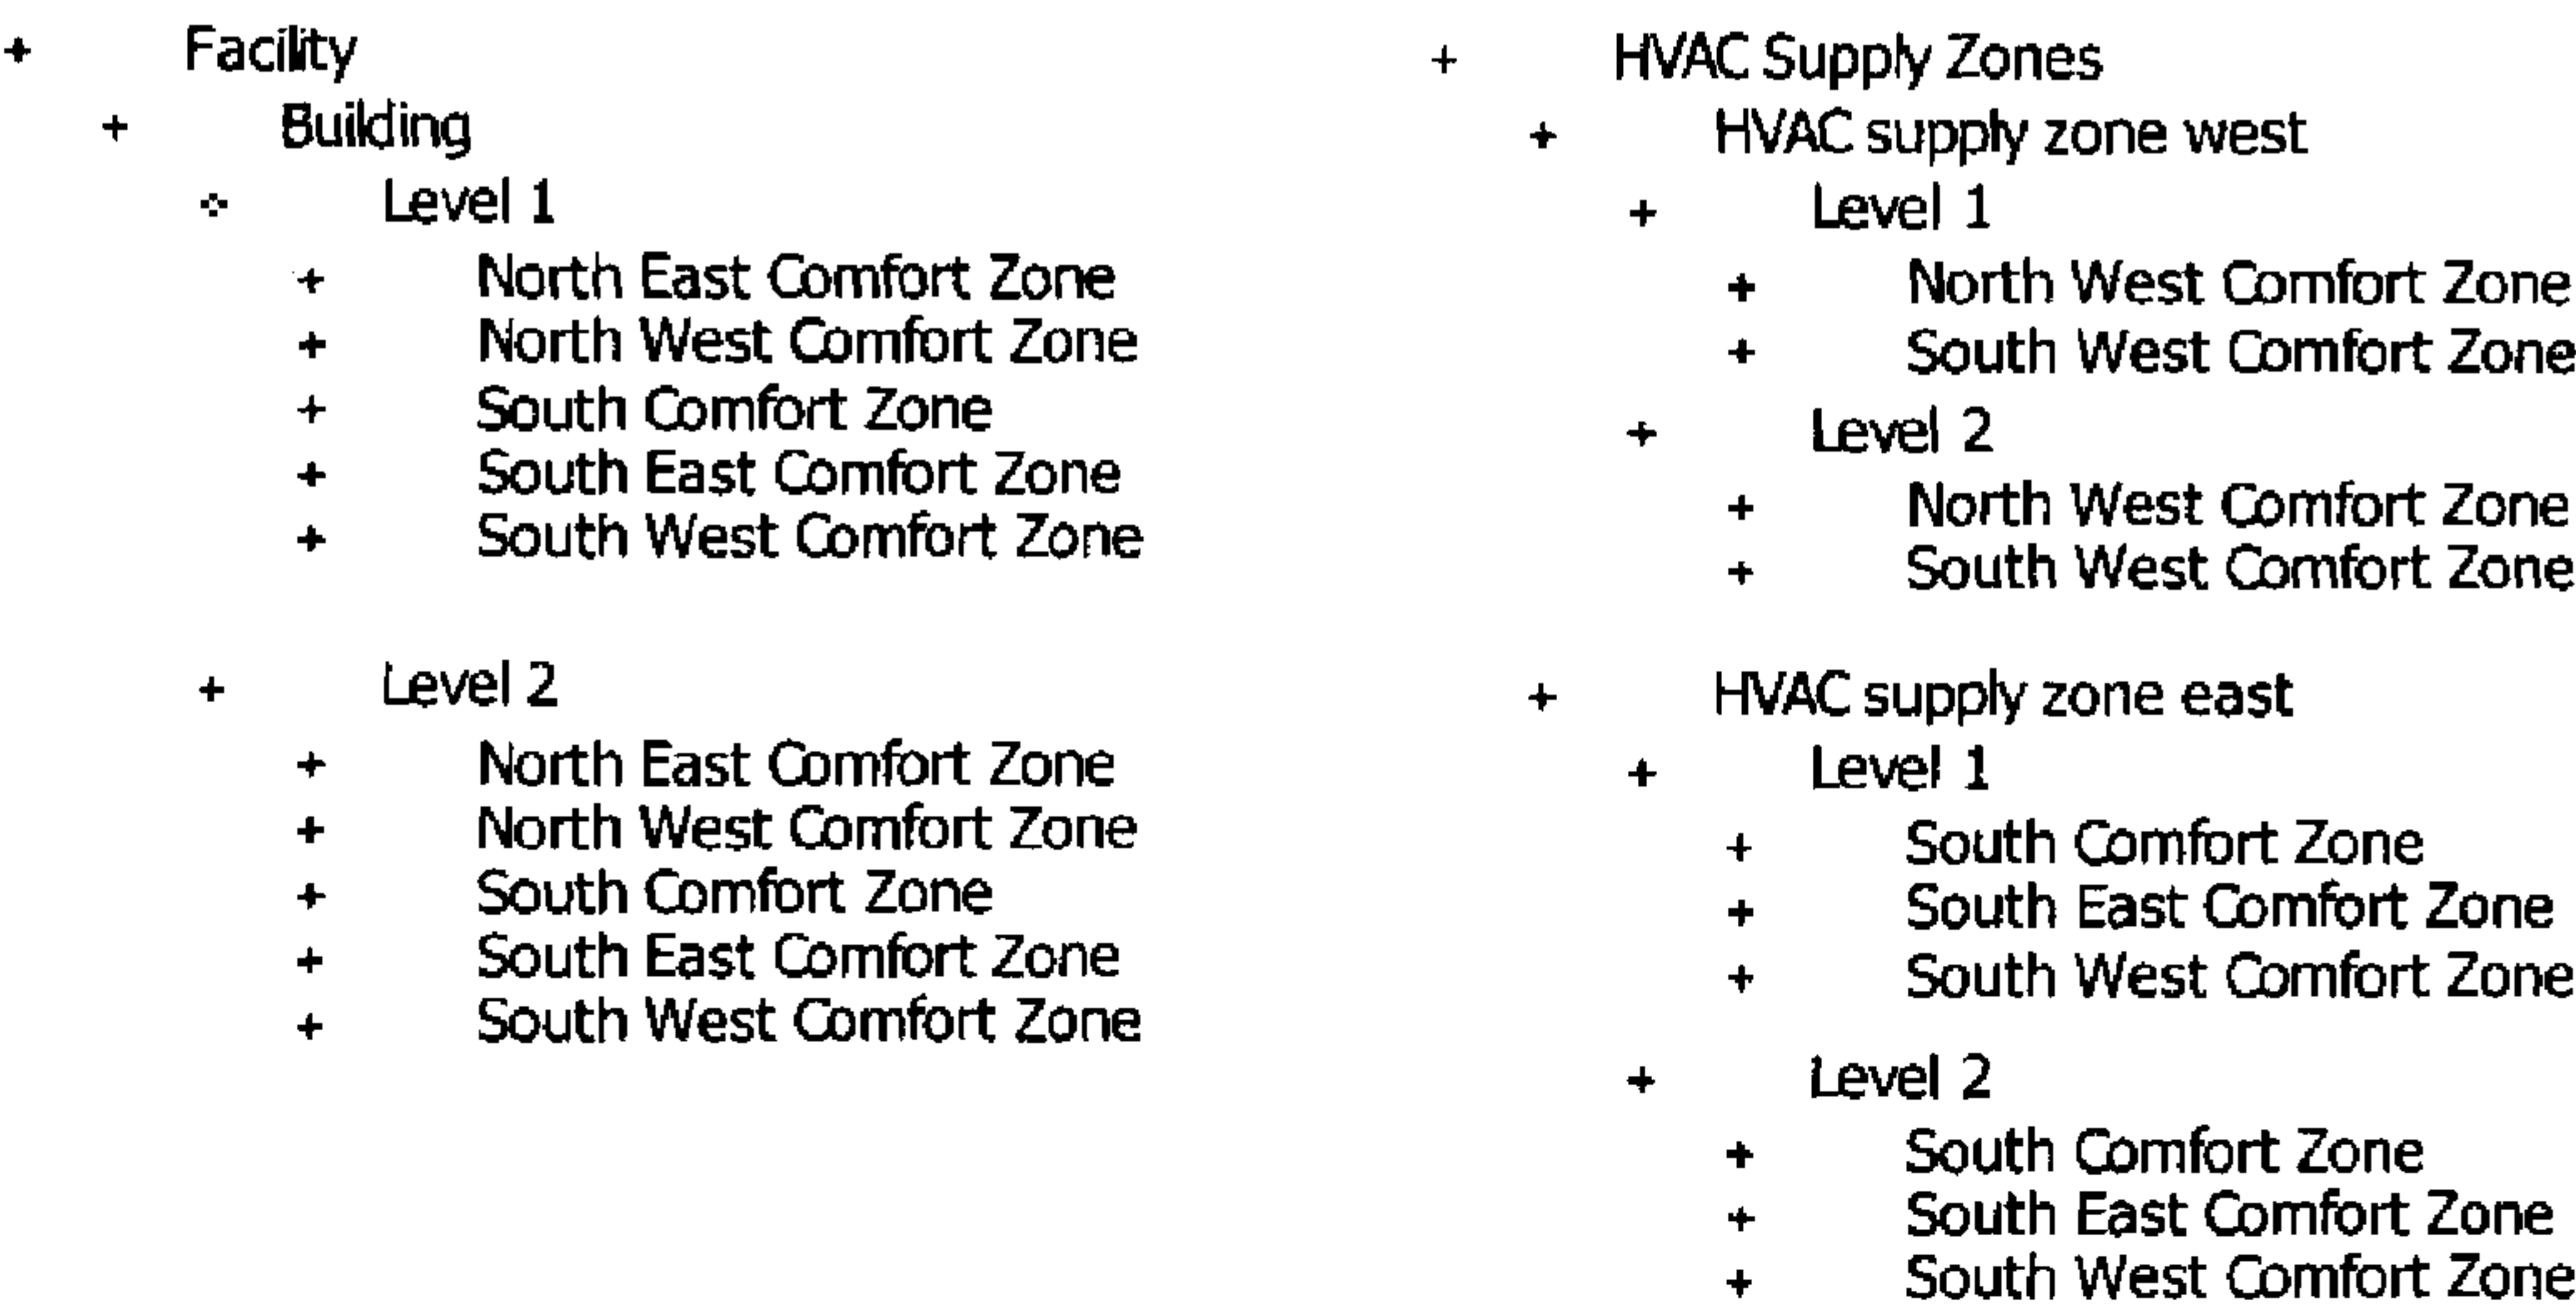 + Facility
+ Building
Level 1
+ North East Comfort Zone
+ North West Comfort Zone
+ South Comfort Zone
+ South East Comfort Zone
+ South West Comfort Zone
+ Level 2
+ North East Comfort Zone
+ North West Comfort Zone
+ South Comfort Zone
+ South East Comfort Zone
+ South West Comfort Zone
+ HVAC Supply Zones
+ HVAC supply zone west
+ Level 1
+ North West Comfort Zone
+ South West Comfort Zone
+ Level 2
+ North West Comfort Zone
+ South West Comfort Zone
+ HVAC supply zone east
+ Level 1
+ South Comfort Zone
+ South East Comfort Zone
+ South West Comfort Zone
+ Level 2
+ South Comfort Zone
+ South East Comfort Zone
+ South West Comfort Zone